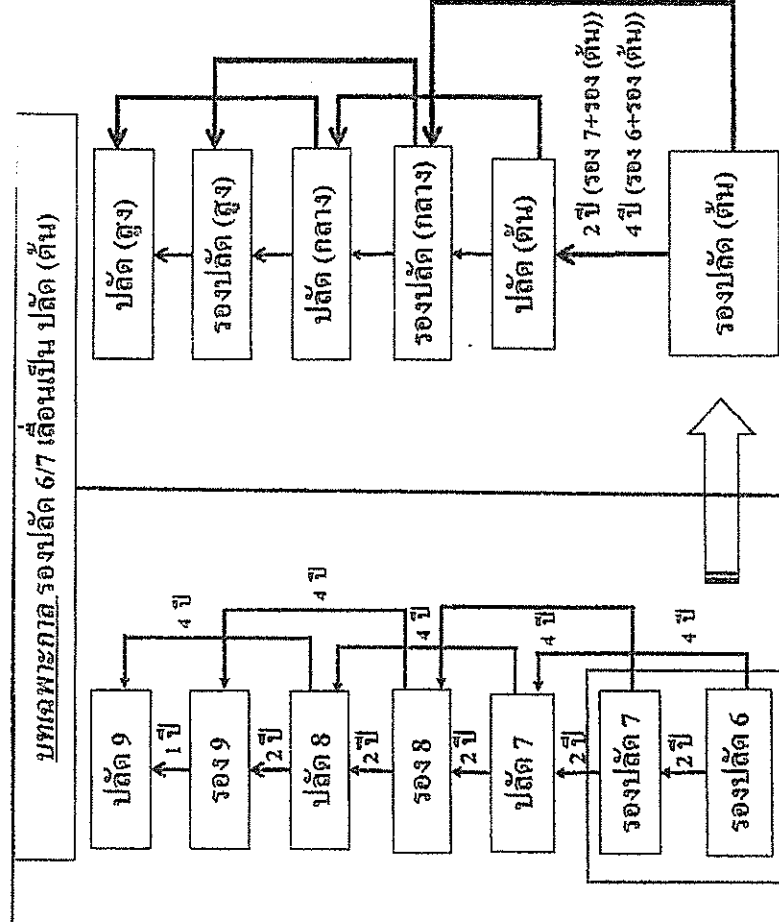 บทเฉพาะกาล รองปลัด 6/7 เลื่อนเป็น ปลัด (ต้น)
ปลัด 9
1 ปี
4 ปี
รอง 9
2 ปี
4 ปี
ปลัด 8
2 ปี
4 ปี
รอง 8
2 ปี
4 ปี
ปลัด 7
2 ปี
4 ปี
รองปลัด 7
2 ปี
รองปลัด 6
ปลัด (สูง)
รองปลัด (สูง)
ปลัด (กลาง)
รองปลัด (กลาง)
ปลัด (ต้น)
2 ปี (รอง 7+รอง (ต้น))
4 ปี (รอง 6+รอง (ต้น))
รองปลัด (ต้น)